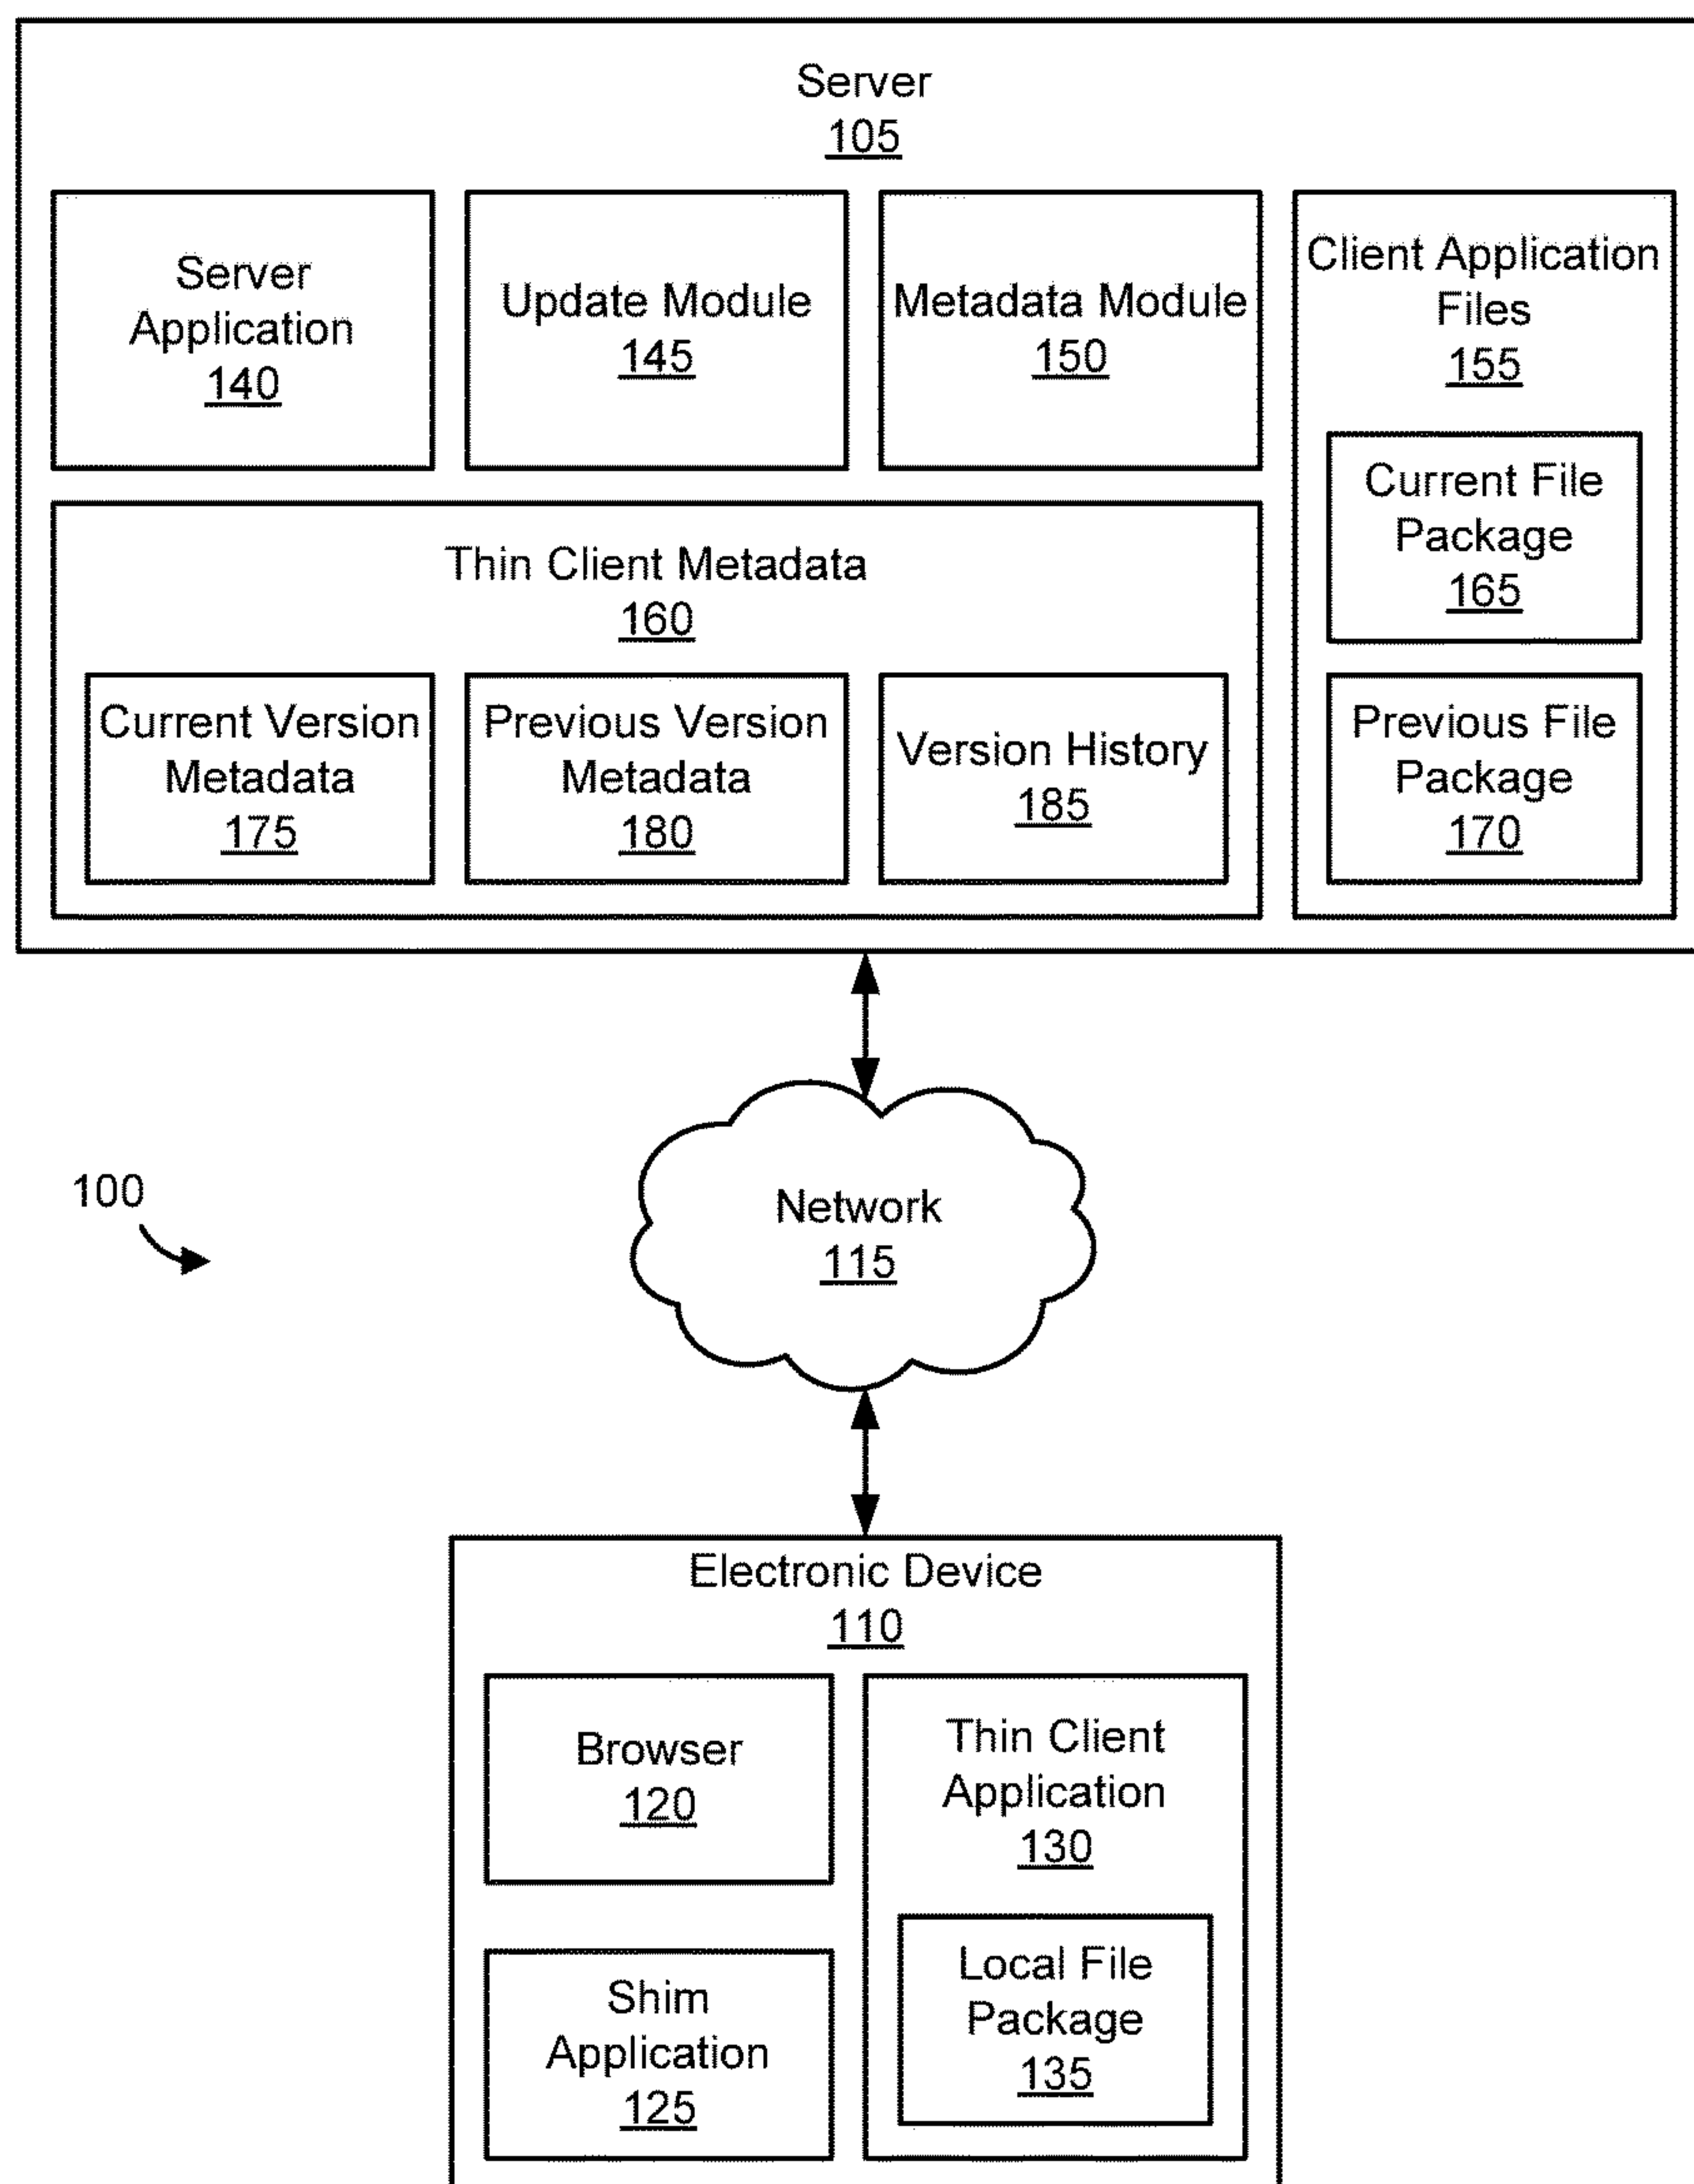 Server
105
Server
Application
140
Update Module
145
Metadata Module
150
Client Application
Files
155
Current File
Package
165
Previous File
Package
170
Thin Client Metadata
160
Current Version
Metadata
175
Previous Version
Metadata
180
Version History
185
100
Network
115
Electronic Device
110
Browser
120
Shim
Application
125
Thin Client
Application
130
Local File
Package
135